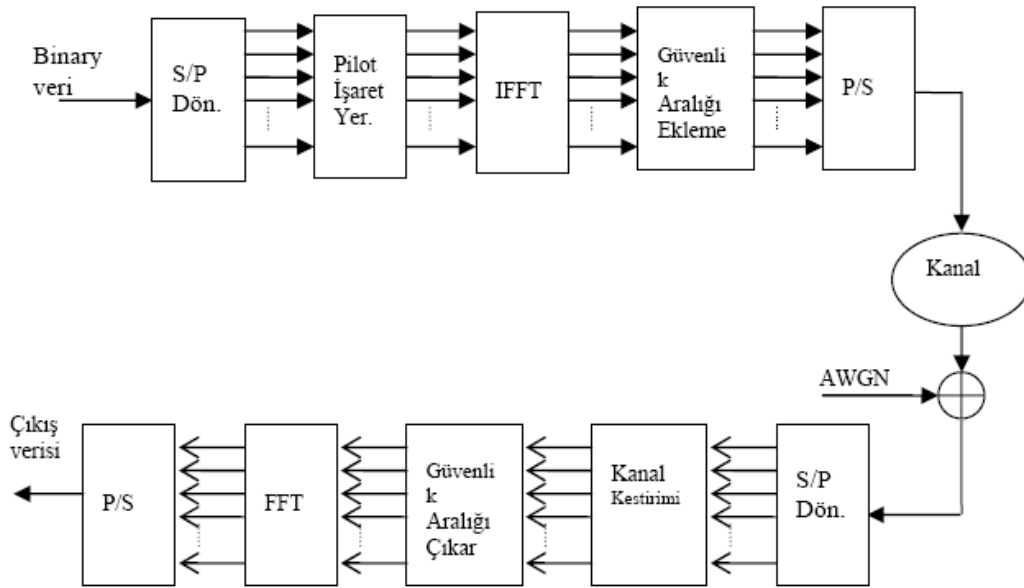 Binary
veri
S/P
Dön.
Pilot
İşaret
Yer.
IFFT
Güvenli
k
Aralığı
Ekleme
P/S
Kanal
AWGN
Çıkış
verisi
P/S
FFT
Güvenli
k
Aralığı
Çıkar
Kanal
Kestirimi
S/P
Dön.